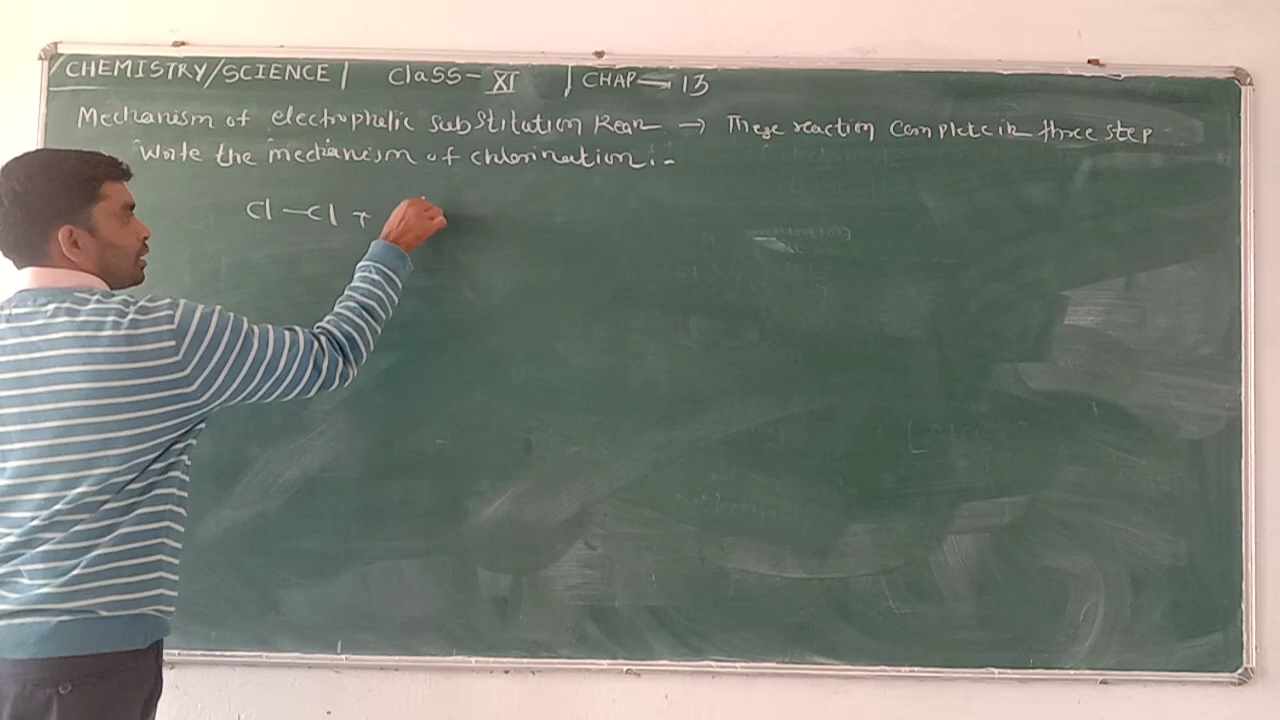 CHEMISTRY/SCIENCE | Class - XI | CHAP → 13
Mechanism of electrophelic substitution Rean → These reaction complete in three step
Write the mechanism of chlorination :-
Cl - Cl +